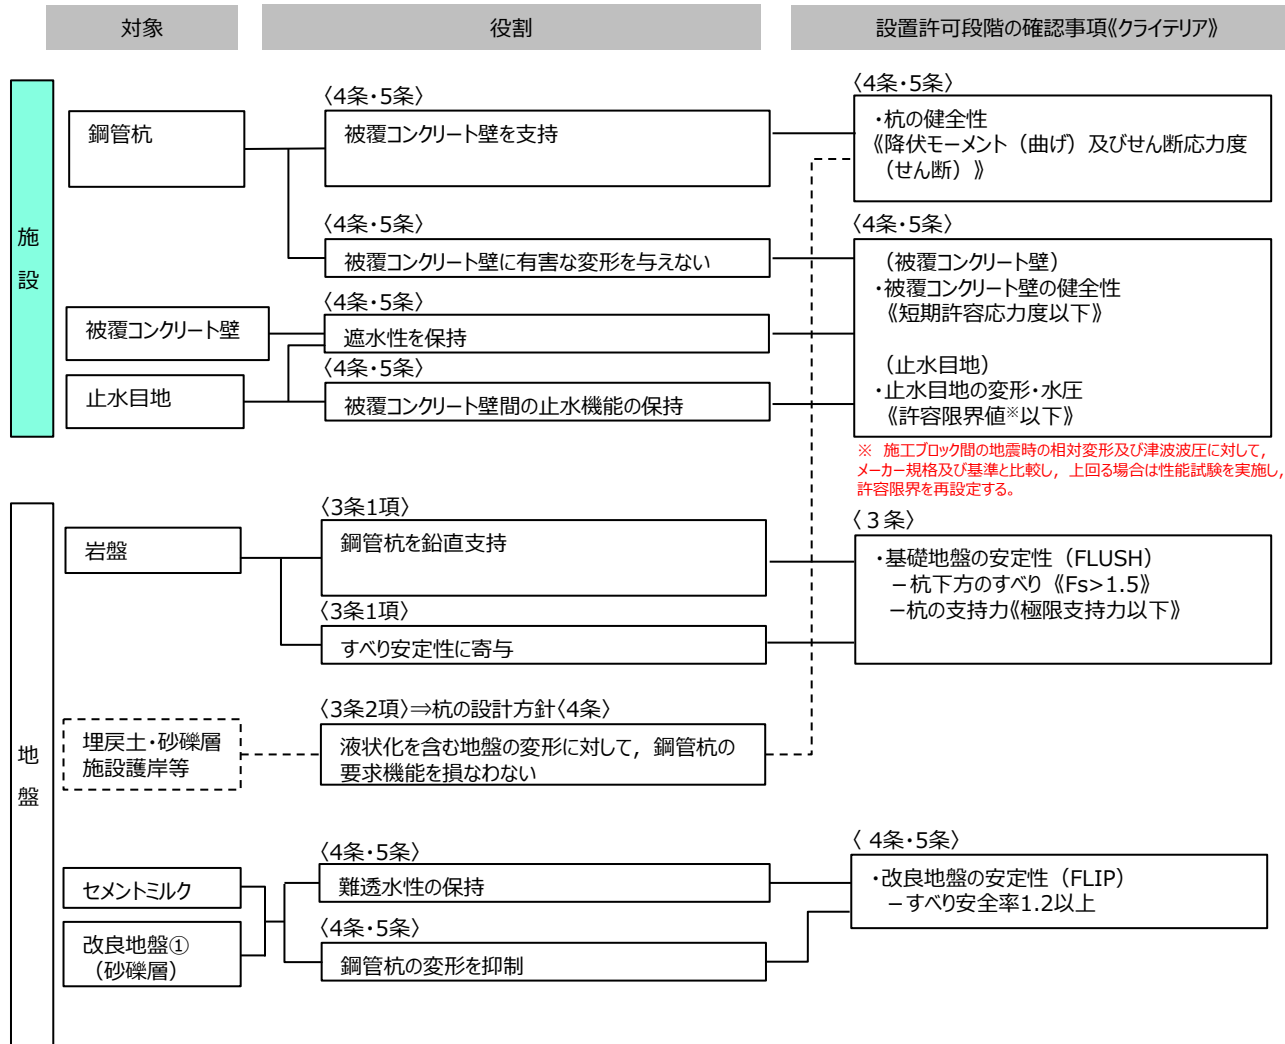 対象
役割
設置許可段階の確認事項《クライテリア》
施設
鋼管杭
〈4条・5条〉
被覆コンクリート壁を支持
〈4条・5条〉
・杭の健全性
《降伏モーメント（曲げ）及びせん断応力度
（せん断）》
〈4条・5条〉
被覆コンクリート壁に有害な変形を与えない
被覆コンクリート壁
〈4条・5条〉
遮水性を保持
止水目地
〈4条・5条〉
被覆コンクリート壁間の止水機能の保持
〈4条・5条〉
（被覆コンクリート壁）
・被覆コンクリート壁の健全性
《短期許容応力度以下》
（止水目地）
・止水目地の変形・水圧
《許容限界値※以下》
※　施工ブロック間の地震時の相対変形及び津波波圧に対して，
メーカー規格及び基準と比較し，上回る場合は性能試験を実施し，
許容限界を再設定する。
地盤
岩盤
〈3条1項〉
鋼管杭を鉛直支持
〈3条1項〉
すべり安定性に寄与
〈３条〉
・基礎地盤の安定性（FLUSH）
－杭下方のすべり《Fs>1.5》
－杭の支持力《極限支持力以下》
埋戻土・砂礫層
施設護岸等
〈3条2項〉⇒杭の設計方針〈4条〉
液状化を含む地盤の変形に対して，鋼管杭の
要求機能を損なわない
セメントミルク
改良地盤①
（砂礫層）
〈4条・5条〉
難透水性の保持
〈4条・5条〉
鋼管杭の変形を抑制
〈 4条・5条〉
・改良地盤の安定性（FLIP）
－すべり安全率1.2以上